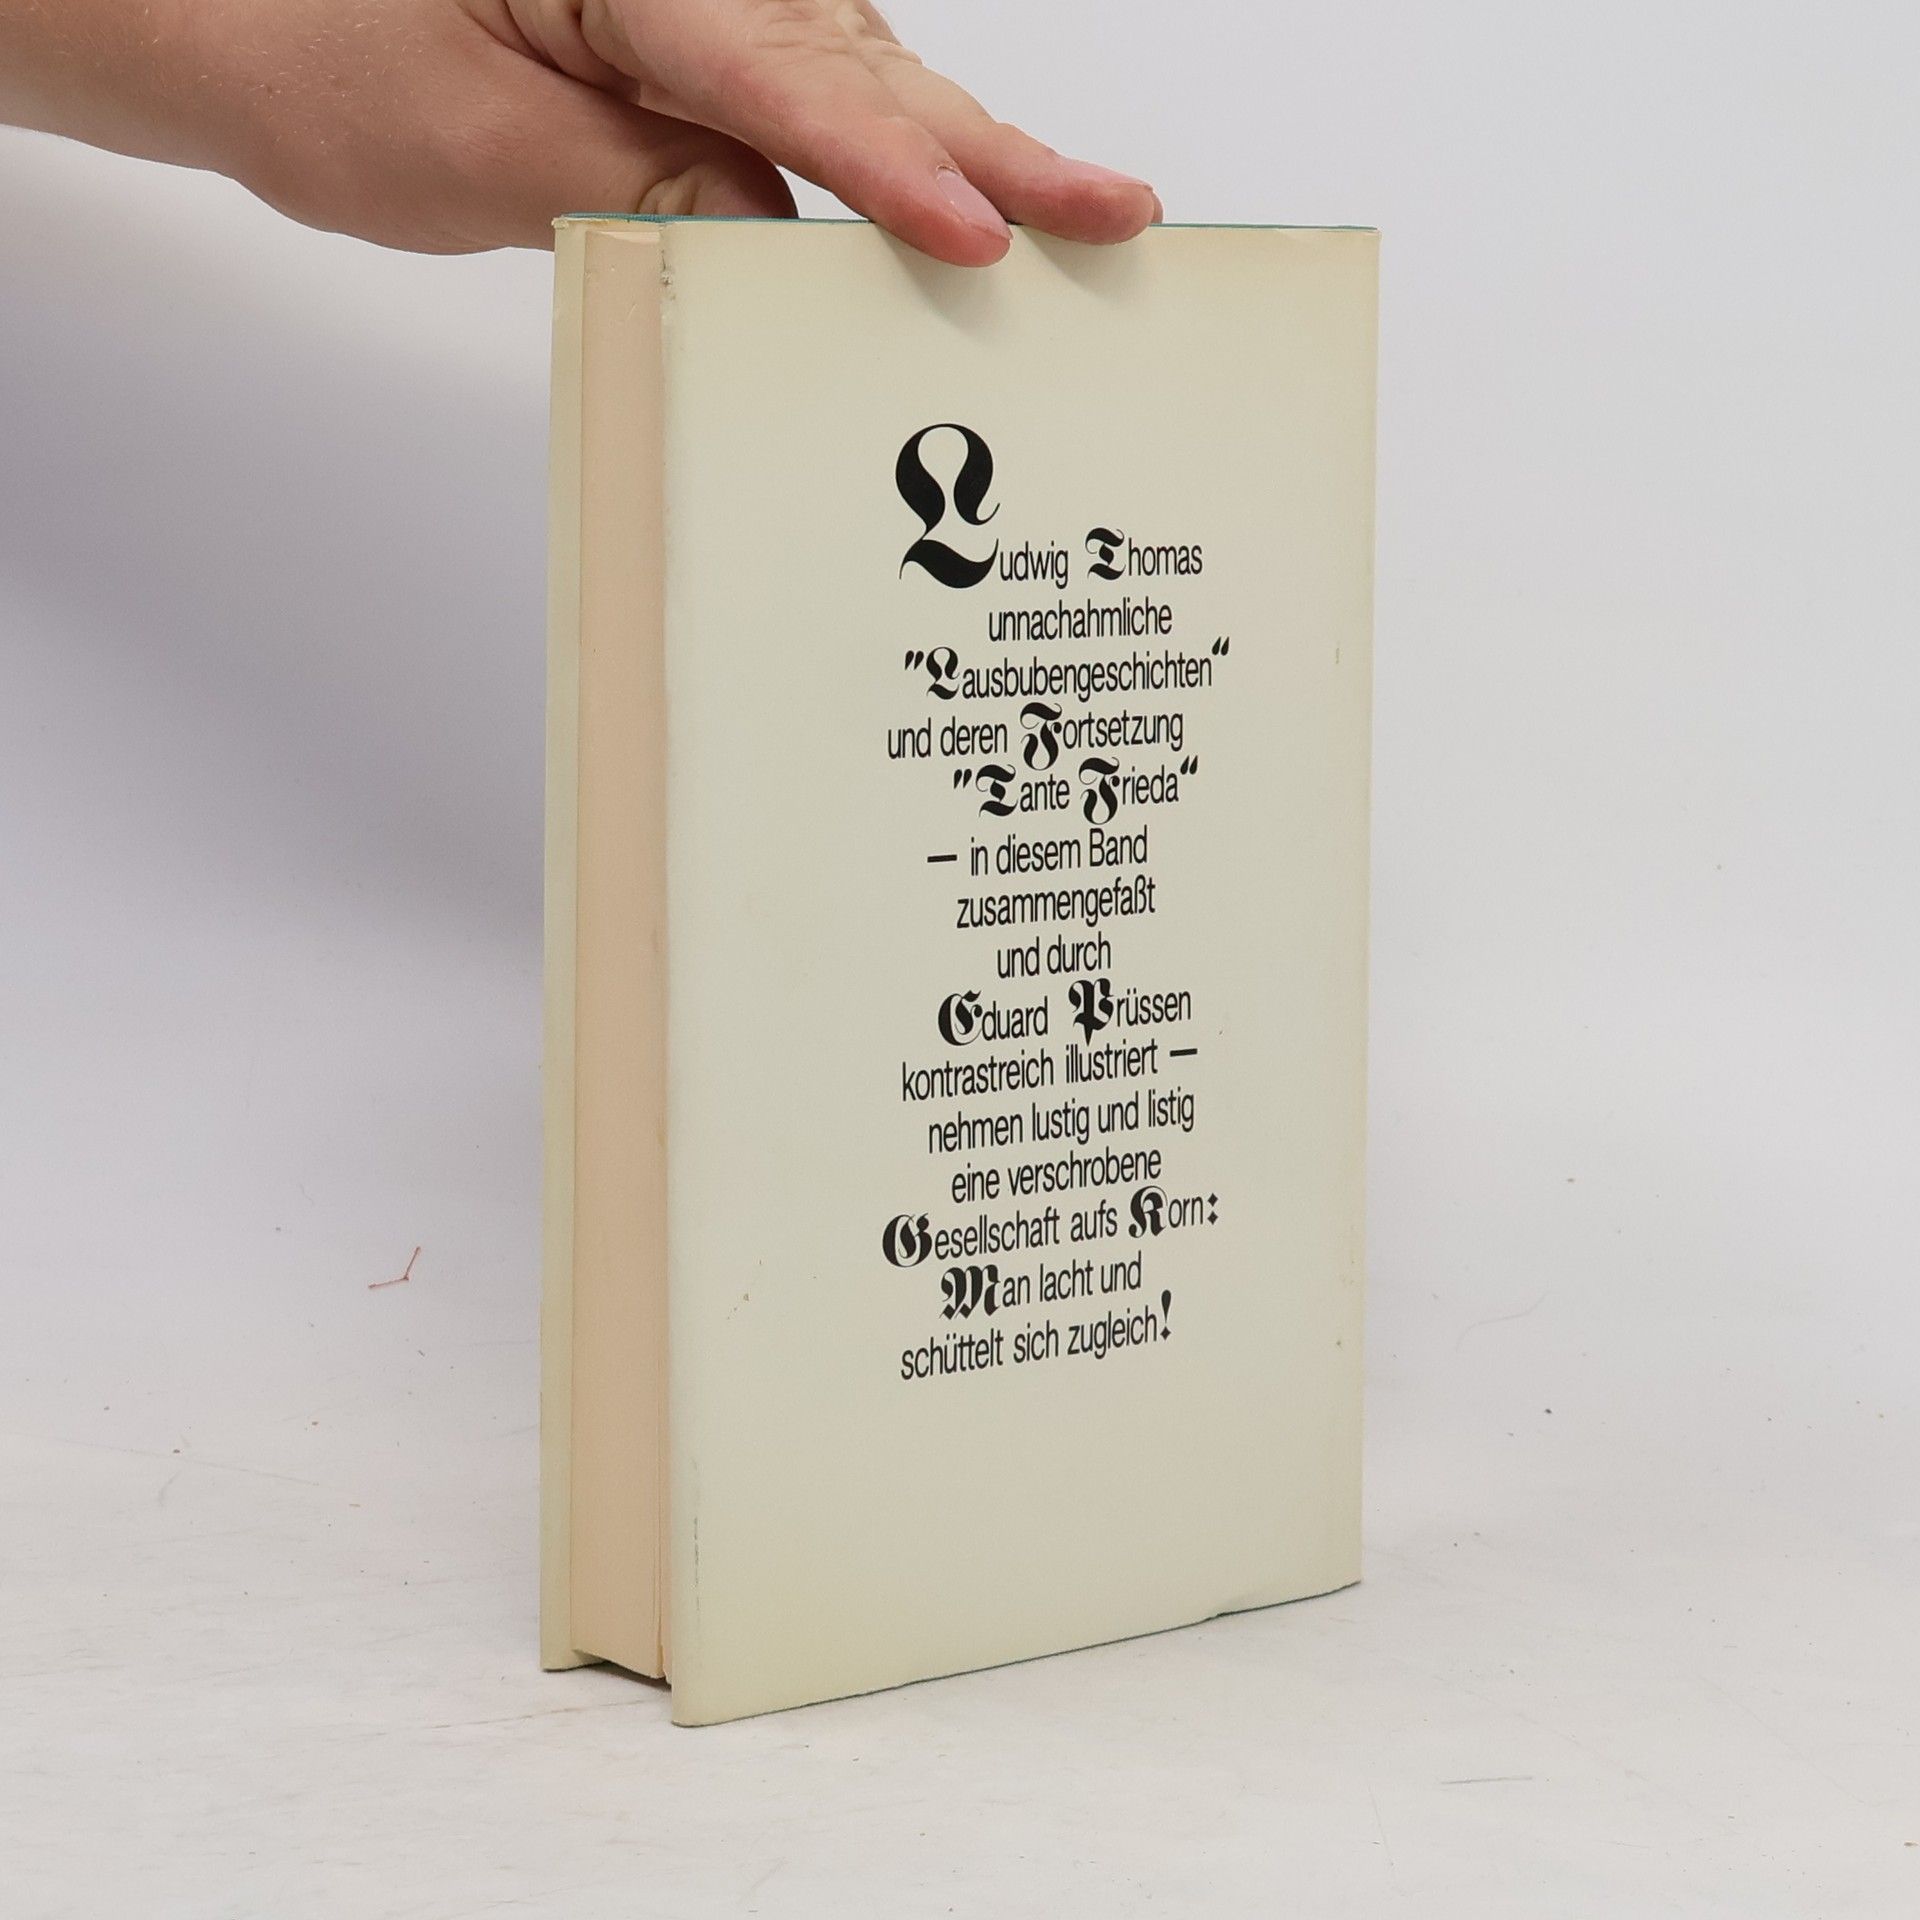 Ludwig Thomas
unnachahmliche
"Lausbubengeschichten“
und deren Fortsetzung
"Tante Frieda“
— in diesem Band
zusammengefaßt
und durch
Eduard Prüssen
kontrastreich illustriert —
nehmen lustig und listig
eine verschrobene
Gesellschaft aufs Korn:
Man lacht und
schüttelt sich zugleich!